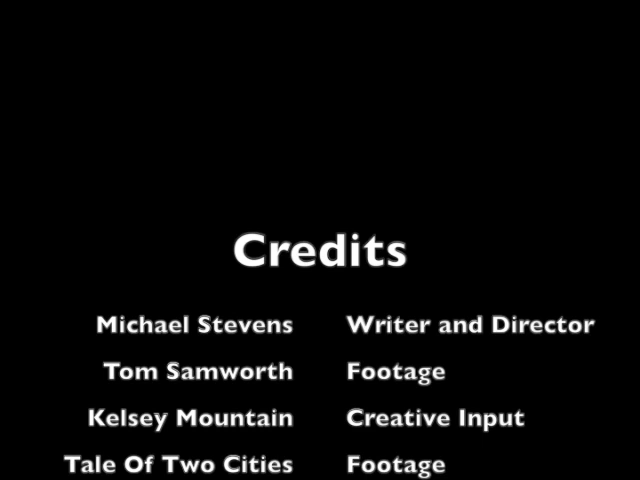 Credits
Michael Stevens Writer and Director
Tom Samworth Footage
Kelsey Mountain Creative Input
Tale Of Two Cities Footage